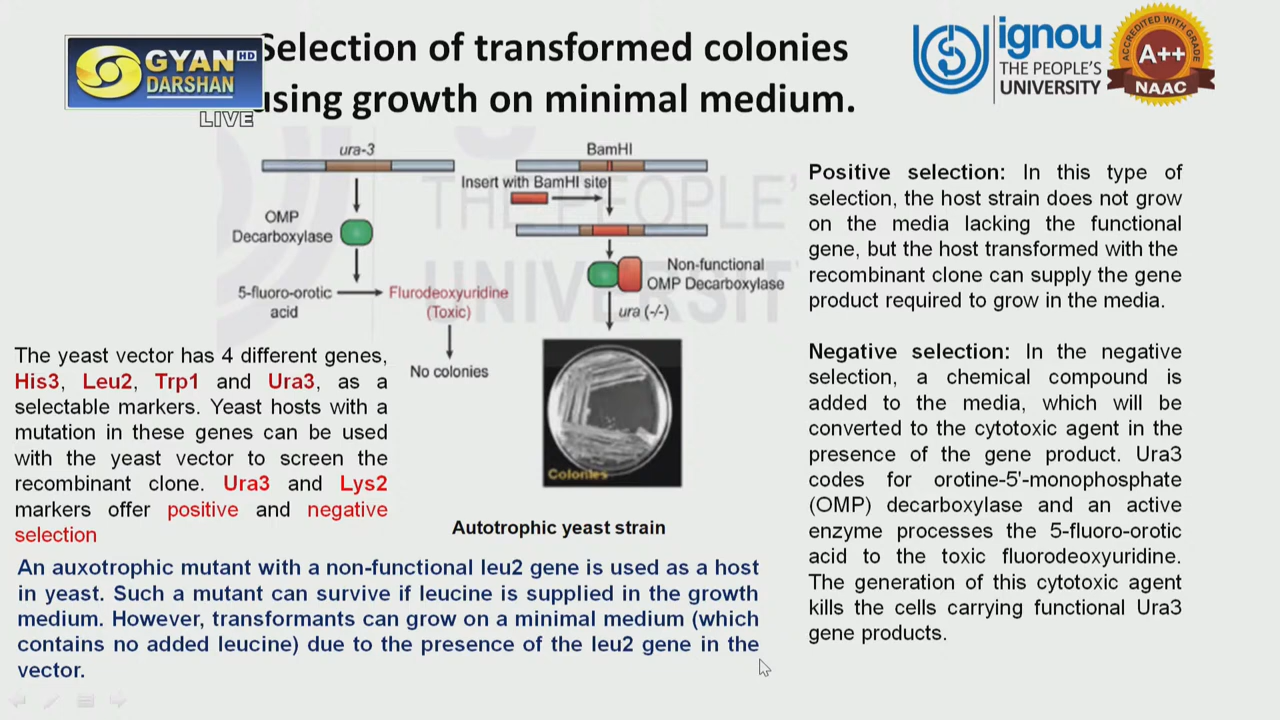 GYAN HD
DARSHAN
LIVE
Selection of transformed colonies
using growth on minimal medium.
ignou
THE PEOPLE'S
UNIVERSITY
ACCREDITED WITH GRADE
A++
NAAC
THE PEOPLE'
UNIVERSIT
ura-3
OMP
Decarboxylase
5-fluoro-orotic
acid
Flurodeoxyuridine
(Toxic)
No colonies
BamHI
Insert with BamHI site
Non-functional
OMP Decarboxylase
ura (-/-)
Colonies
Autotrophic yeast strain
The yeast vector has 4 different genes,
His3, Leu2, Trp1 and Ura3, as a
selectable markers. Yeast hosts with a
mutation in these genes can be used
with the yeast vector to screen the
recombinant clone. Ura3 and Lys2
markers offer positive and negative
selection
An auxotrophic mutant with a non-functional leu2 gene is used as a host
in yeast. Such a mutant can survive if leucine is supplied in the growth
medium. However, transformants can grow on a minimal medium (which
contains no added leucine) due to the presence of the leu2 gene in the
vector.
Positive selection: In this type of
selection, the host strain does not grow
on the media lacking the functional
gene, but the host transformed with the
recombinant clone can supply the gene
product required to grow in the media.
Negative selection: In the negative
selection, a chemical compound is
added to the media, which will be
converted to the cytotoxic agent in the
presence of the gene product. Ura3
codes for orotine-5'-monophosphate
(OMP) decarboxylase and an active
enzyme processes the 5-fluoro-orotic
acid to the toxic fluorodeoxyuridine.
The generation of this cytotoxic agent
kills the cells carrying functional Ura3
gene products.